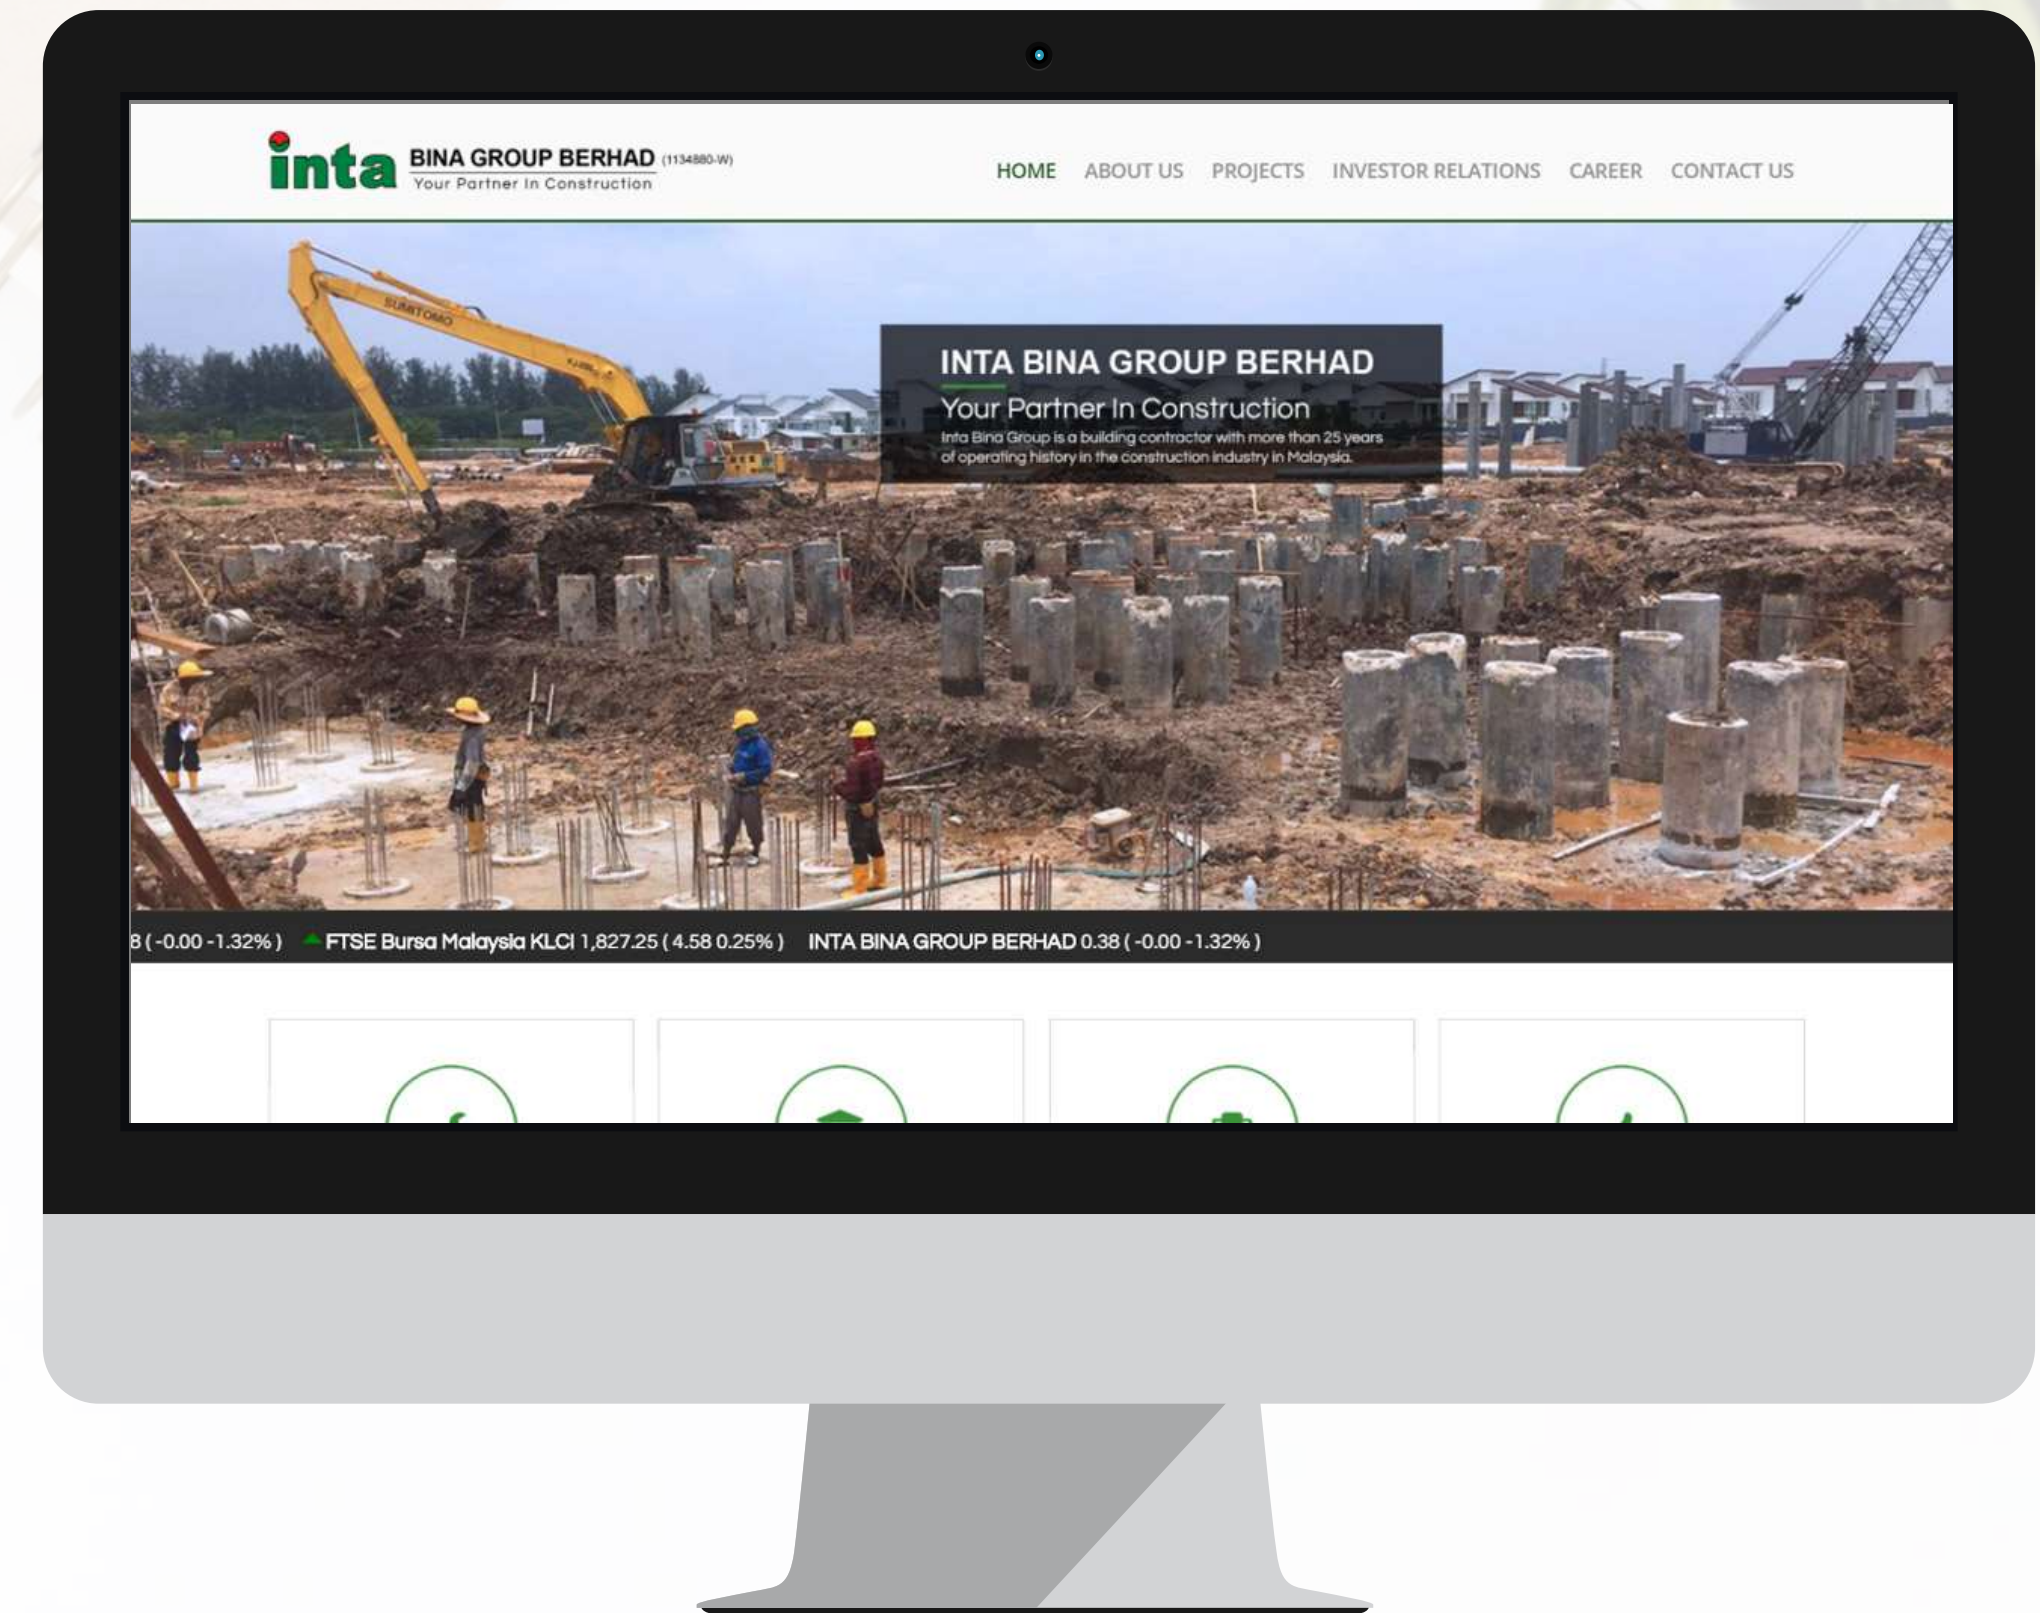 inta BINA GROUP BERHAD (1134880-W)
Your Partner In Construction
HOME ABOUT US PROJECTS INVESTOR RELATIONS CAREER CONTACT US
SUMITOMO
INTA BINA GROUP BERHAD
Your Partner In Construction
Inta Bina Group is a building contractor with more than 25 years
of operating history in the construction industry in Malaysia.
8 ( -0.00 -1.32% ) FTSE Bursa Malaysia KLCI 1,827.25 ( 4.58 0.25% ) INTA BINA GROUP BERHAD 0.38 ( -0.00 -1.32% )